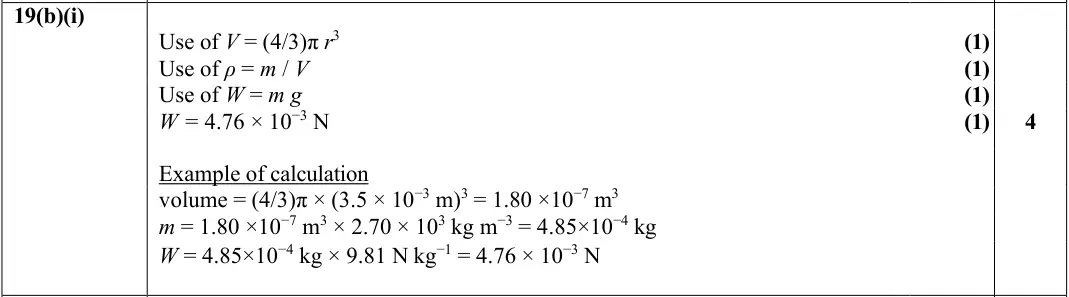 19(b)(i)
Use of V = (4/3)π r³ (1)
Use of ρ = m / V (1)
Use of W = m g (1)
W = 4.76 × 10⁻³ N (1) 4
Example of calculation
volume = (4/3)π × (3.5 × 10⁻³ m)³ = 1.80 ×10⁻⁷ m³
m = 1.80 ×10⁻⁷ m³ × 2.70 × 10³ kg m⁻³ = 4.85×10⁻⁴ kg
W = 4.85×10⁻⁴ kg × 9.81 N kg⁻¹ = 4.76 × 10⁻³ N